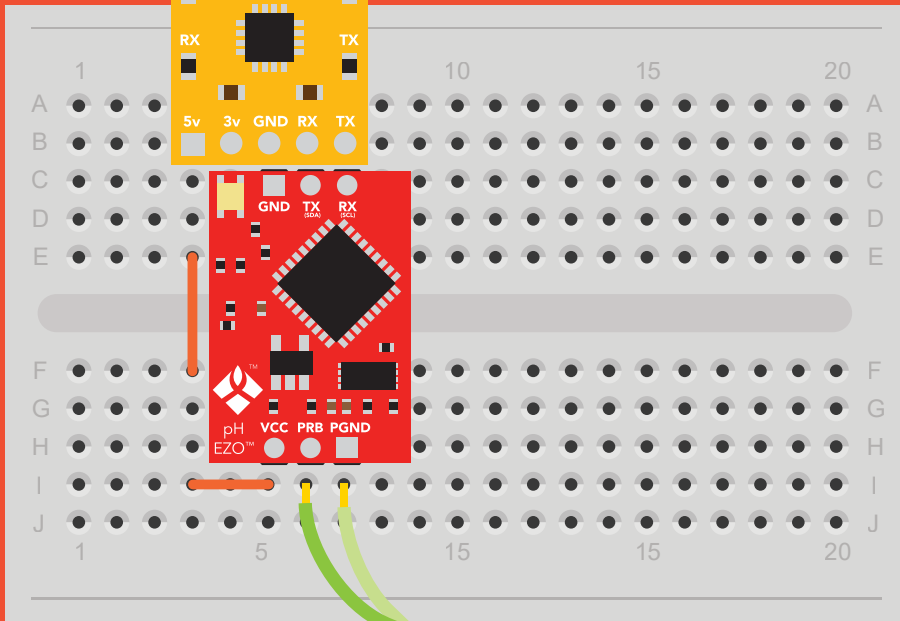 RX TX
1 10 15 20
A A
5v 3v GND RX TX
B B
C C
GND TX RX
(SDA) (SCL)
D D
E E
F F
TM
G G
VCC PRB PGND
pH
H H
EZO™
I I
J J
1 5 15 15 20